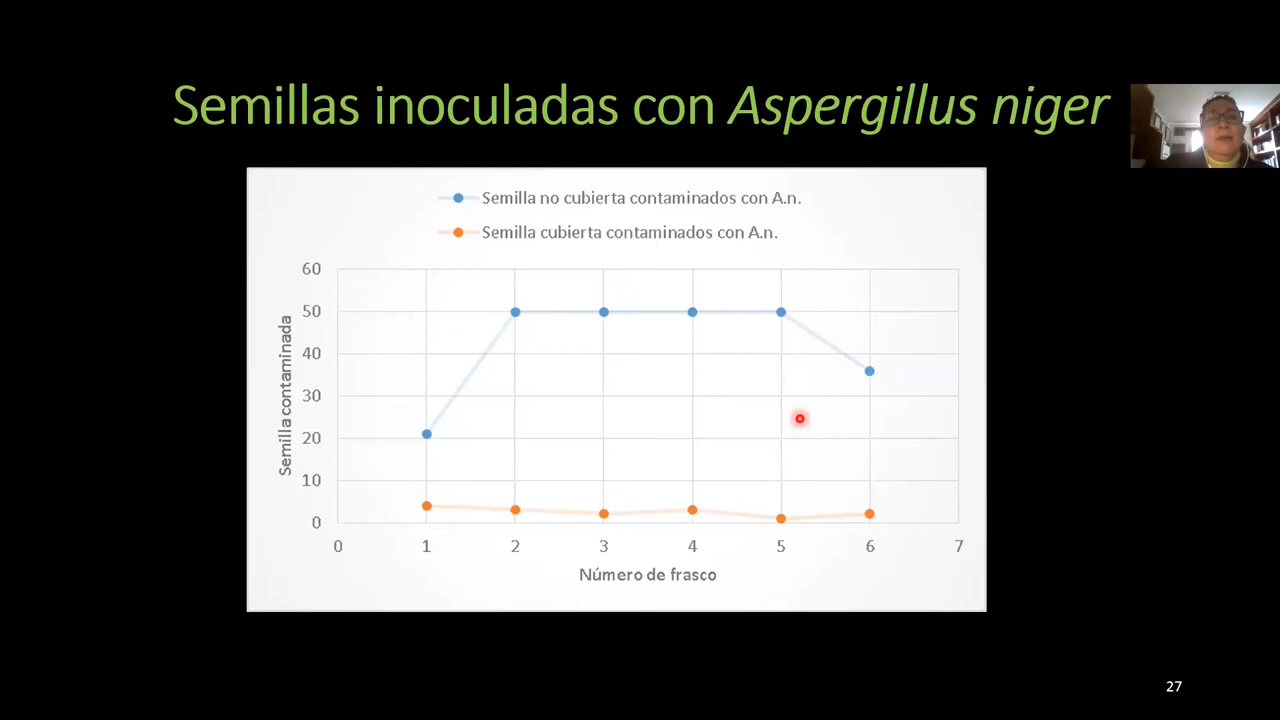 Semillas inoculadas con Aspergillus niger
Semilla no cubierta contaminados con A.n.
Semilla cubierta contaminados con A.n.
60
50
40
30
20
10
0
Semilla contaminada
0 1 2 3 4 5 6 7
Número de frasco
27